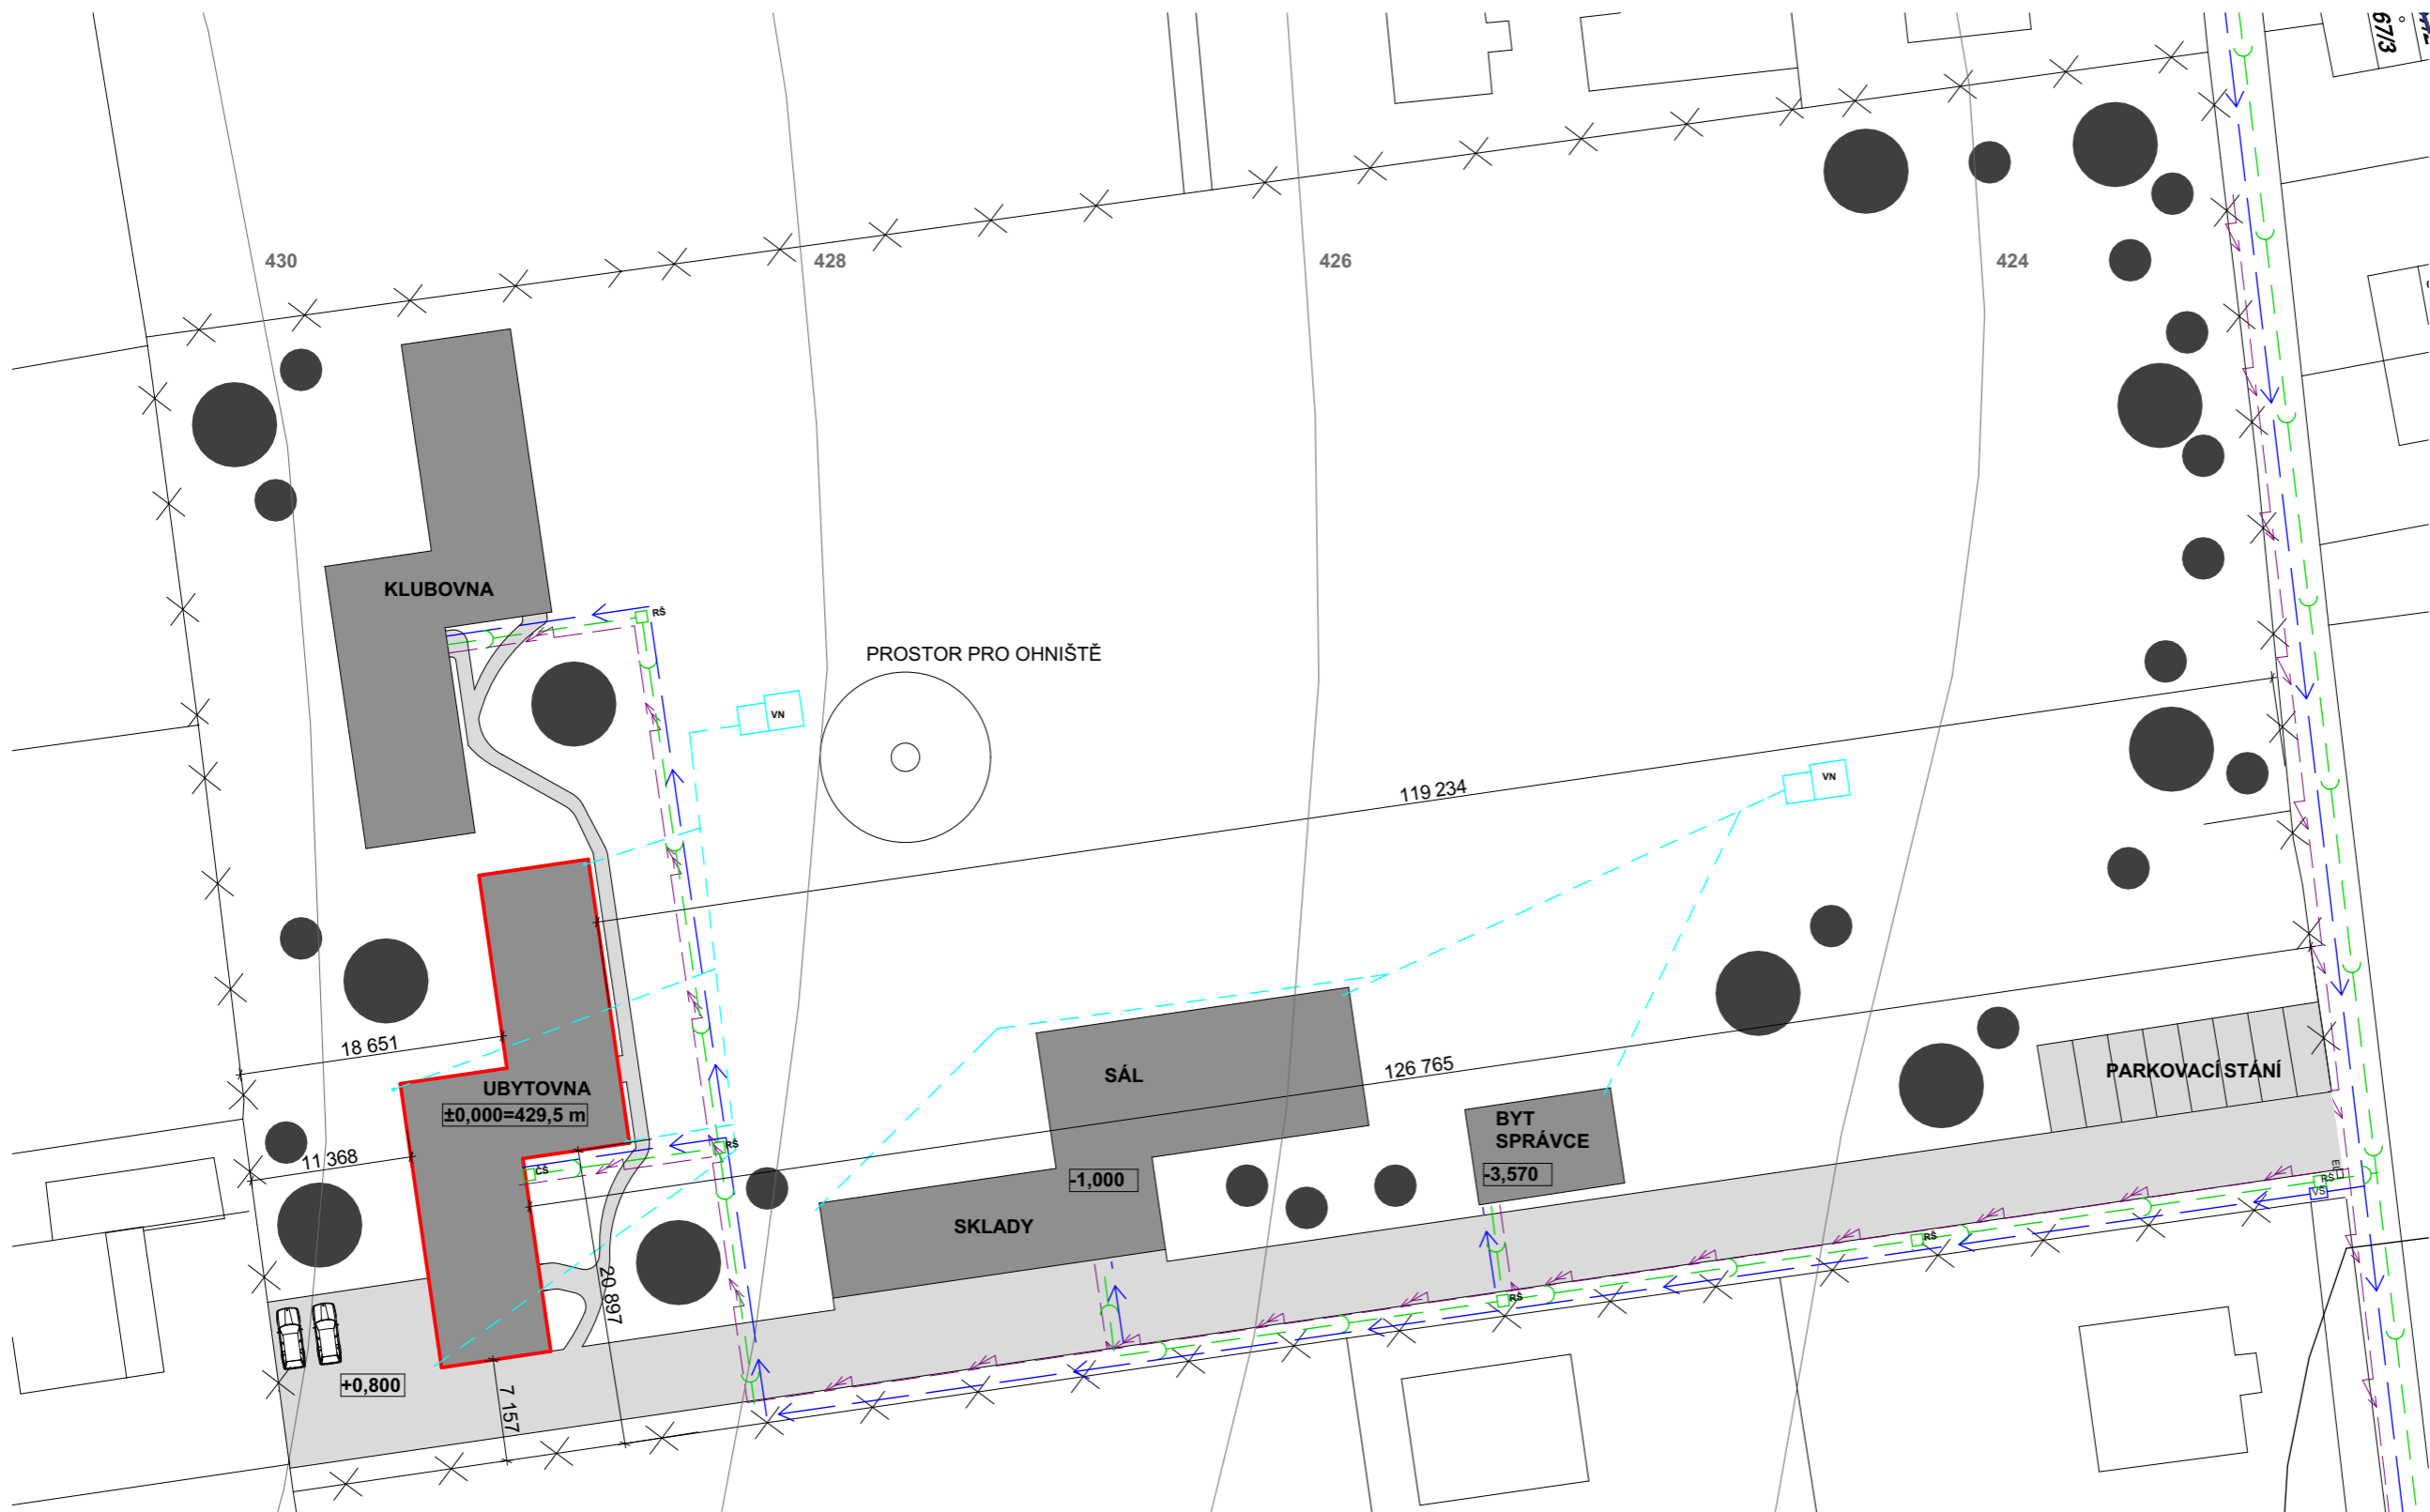 67/3
430
428
426
424
KLUBOVNA
RŠ
PROSTOR PRO OHNIŠTĚ
VN
VN
119 234
18 651
UBYTOVNA
±0,000=429,5 m
SÁL
126 765
PARKOVACÍ STÁNÍ
BYT
SPRÁVCE
-3,570
11 368
ČŠ
RŠ
-1,000
SKLADY
RŠ
VŠ
RŠ
RŠ
20 897
+0,800
7 157